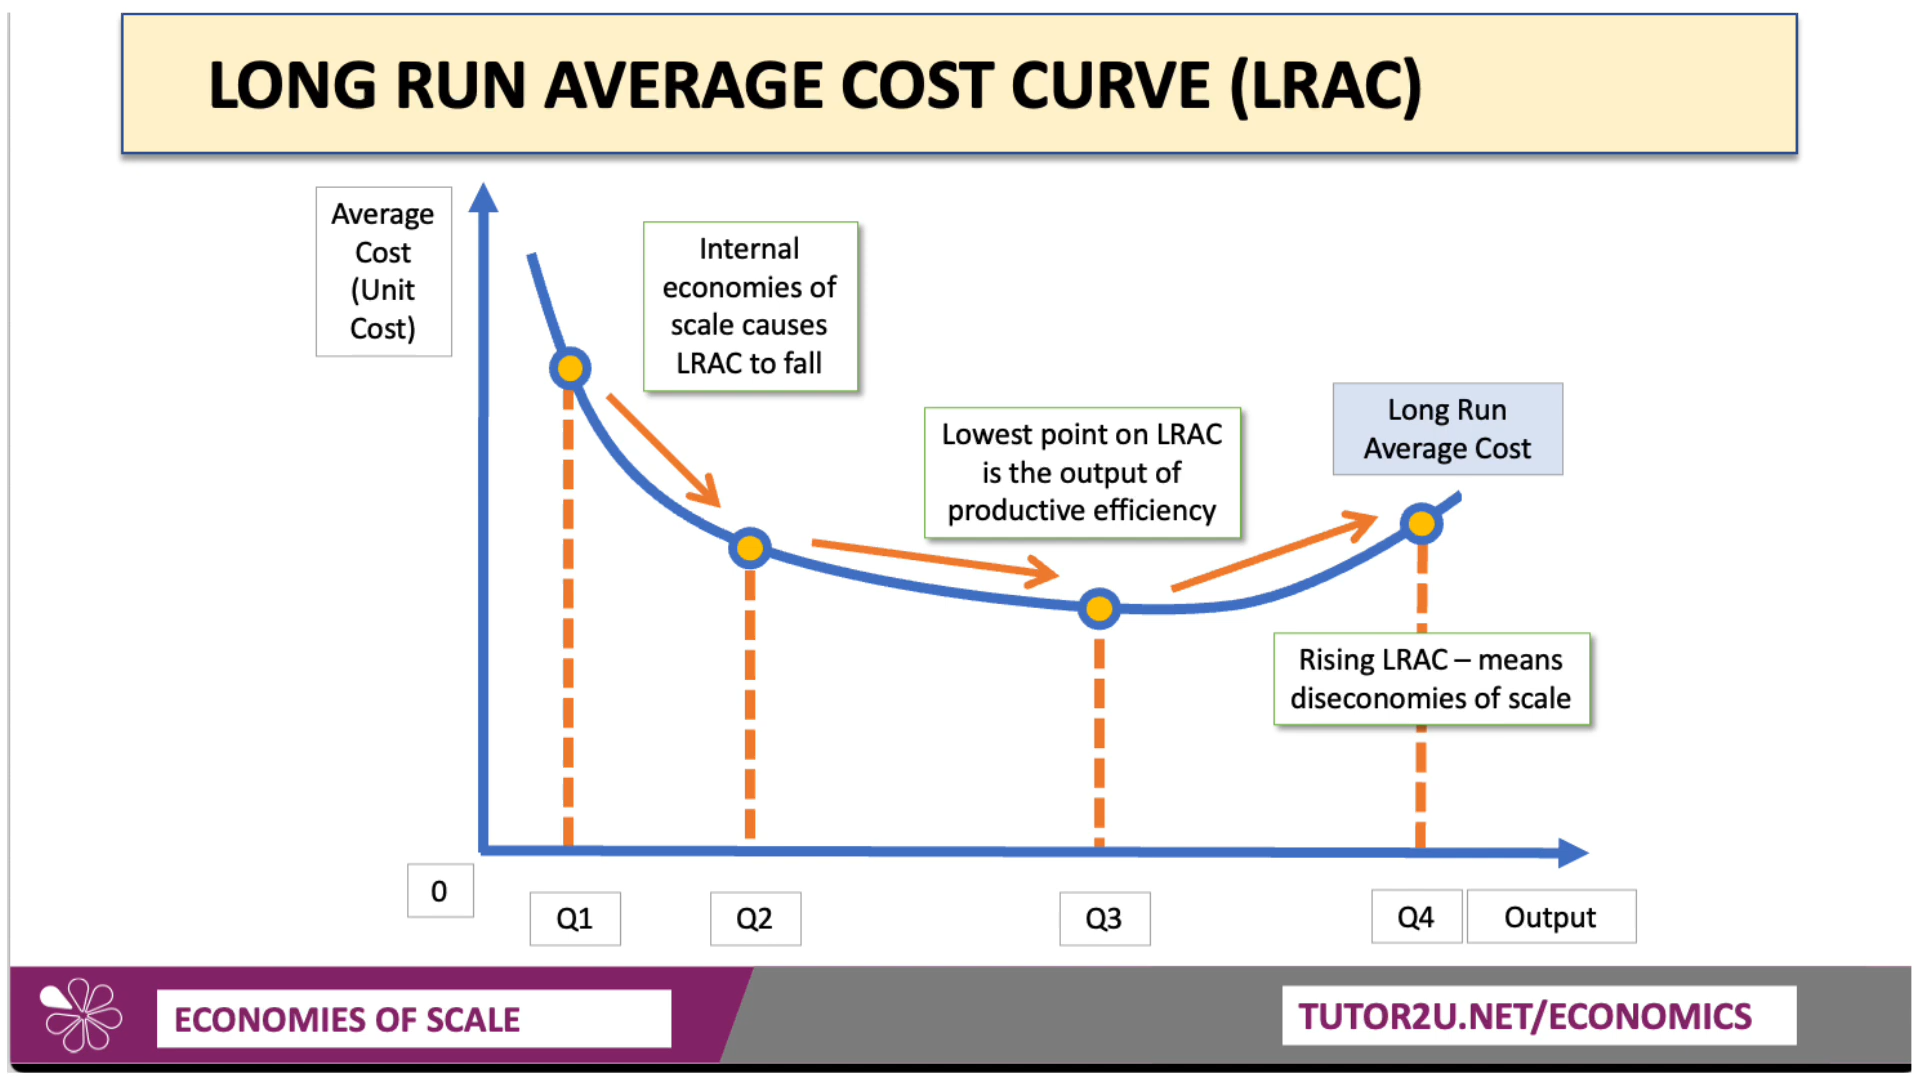 LONG RUN AVERAGE COST CURVE (LRAC)
Average
Cost
(Unit
Cost)
Internal
economies of
scale causes
LRAC to fall
Lowest point on LRAC
is the output of
productive efficiency
Long Run
Average Cost
Rising LRAC – means
diseconomies of scale
0
Q1
Q2
Q3
Q4
Output
ECONOMIES OF SCALE
TUTOR2U.NET/ECONOMICS